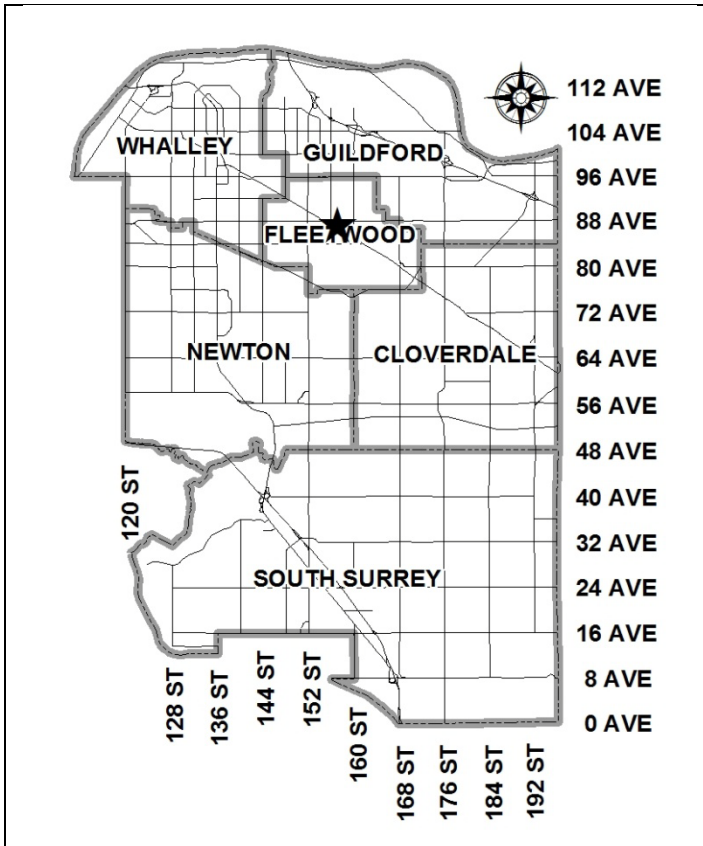 112 AVE
104 AVE
WHALLEY
GUILDFORD
96 AVE
88 AVE
FLEETWOOD
80 AVE
72 AVE
NEWTON
CLOVERDALE
64 AVE
56 AVE
48 AVE
120 ST
40 AVE
32 AVE
SOUTH SURREY
24 AVE
16 AVE
8 AVE
0 AVE
128 ST
136 ST
144 ST
152 ST
160 ST
168 ST
176 ST
184 ST
192 ST